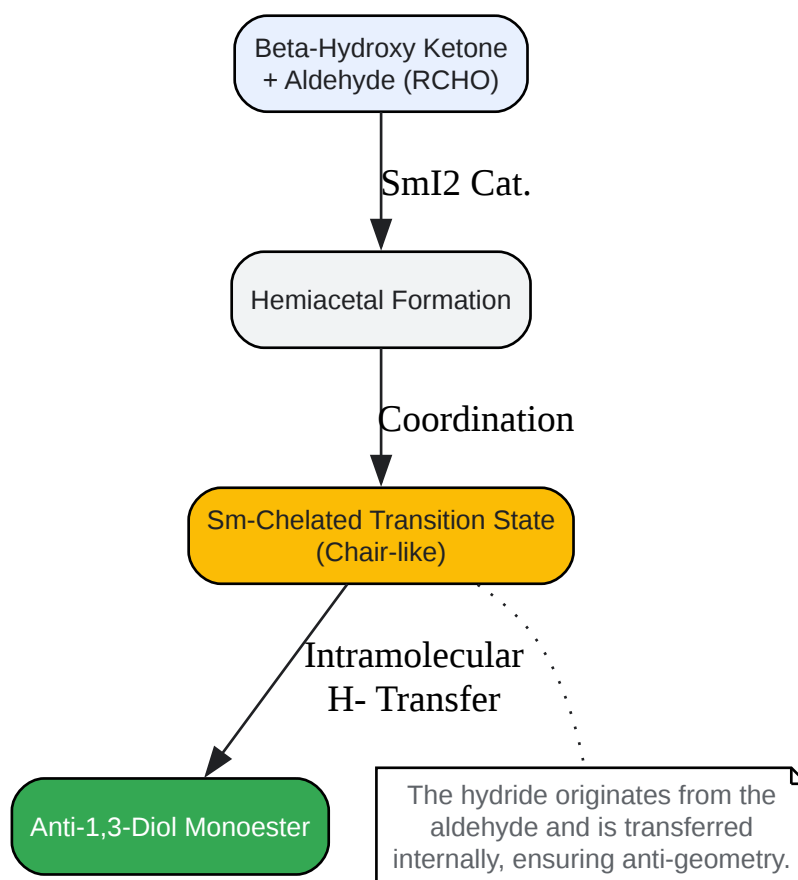 Beta-Hydroxy Ketone
+ Aldehyde (RCHO)
SmI2 Cat.
Hemiacetal Formation
Coordination
Sm-Chelated Transition State
(Chair-like)
Intramolecular
H- Transfer
Anti-1,3-Diol Monoester
The hydride originates from the
aldehyde and is transferred
internally, ensuring anti-geometry.